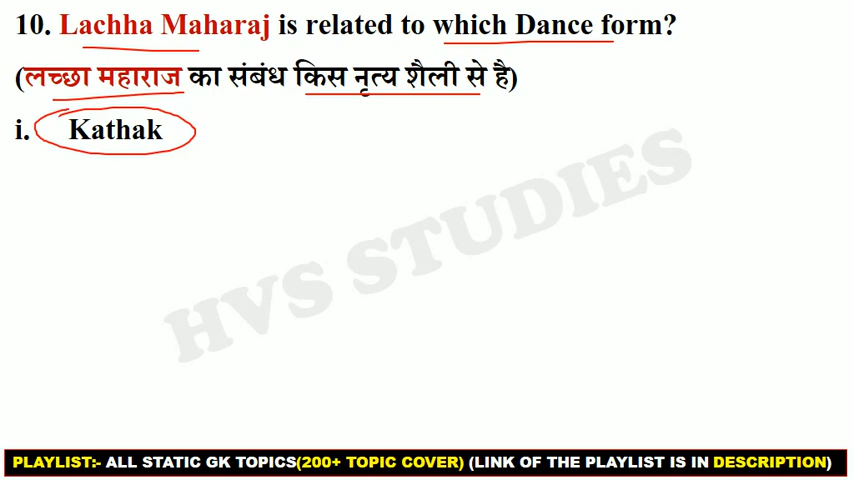 10. Lachha Maharaj is related to which Dance form?
(लच्छा महाराज का संबंध किस नृत्य शैली से है)
i. Kathak
HVS STUDIES
PLAYLIST:- ALL STATIC GK TOPICS(200+ TOPIC COVER) (LINK OF THE PLAYLIST IS IN DESCRIPTION)